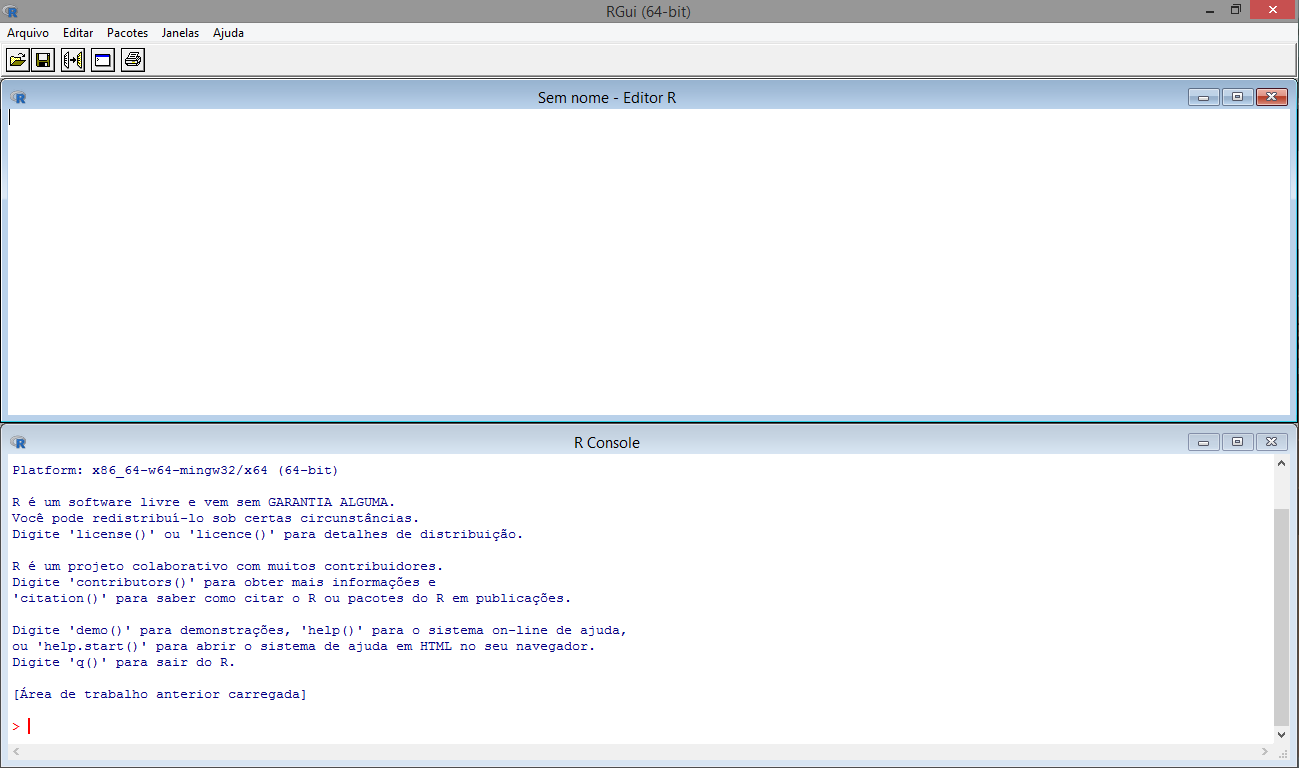 RGui (64-bit)
Arquivo Editar Pacotes Janelas Ajuda
Sem nome - Editor R
R Console
Platform: x86_64-w64-mingw32/x64 (64-bit)
R é um software livre e vem sem GARANTIA ALGUMA.
Você pode redistribuí-lo sob certas circunstâncias.
Digite 'license()' ou 'licence()' para detalhes de distribuição.
R é um projeto colaborativo com muitos contribuidores.
Digite 'contributors()' para obter mais informações e
'citation()' para saber como citar o R ou pacotes do R em publicações.
Digite 'demo()' para demonstrações, 'help()' para o sistema on-line de ajuda,
ou 'help.start()' para abrir o sistema de ajuda em HTML no seu navegador.
Digite 'q()' para sair do R.
[Área de trabalho anterior carregada]
>